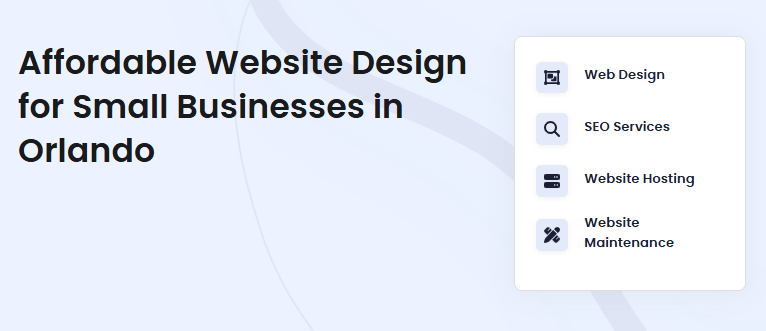 Affordable Website Design
for Small Businesses in
Orlando
Web Design
SEO Services
Website Hosting
Website
Maintenance